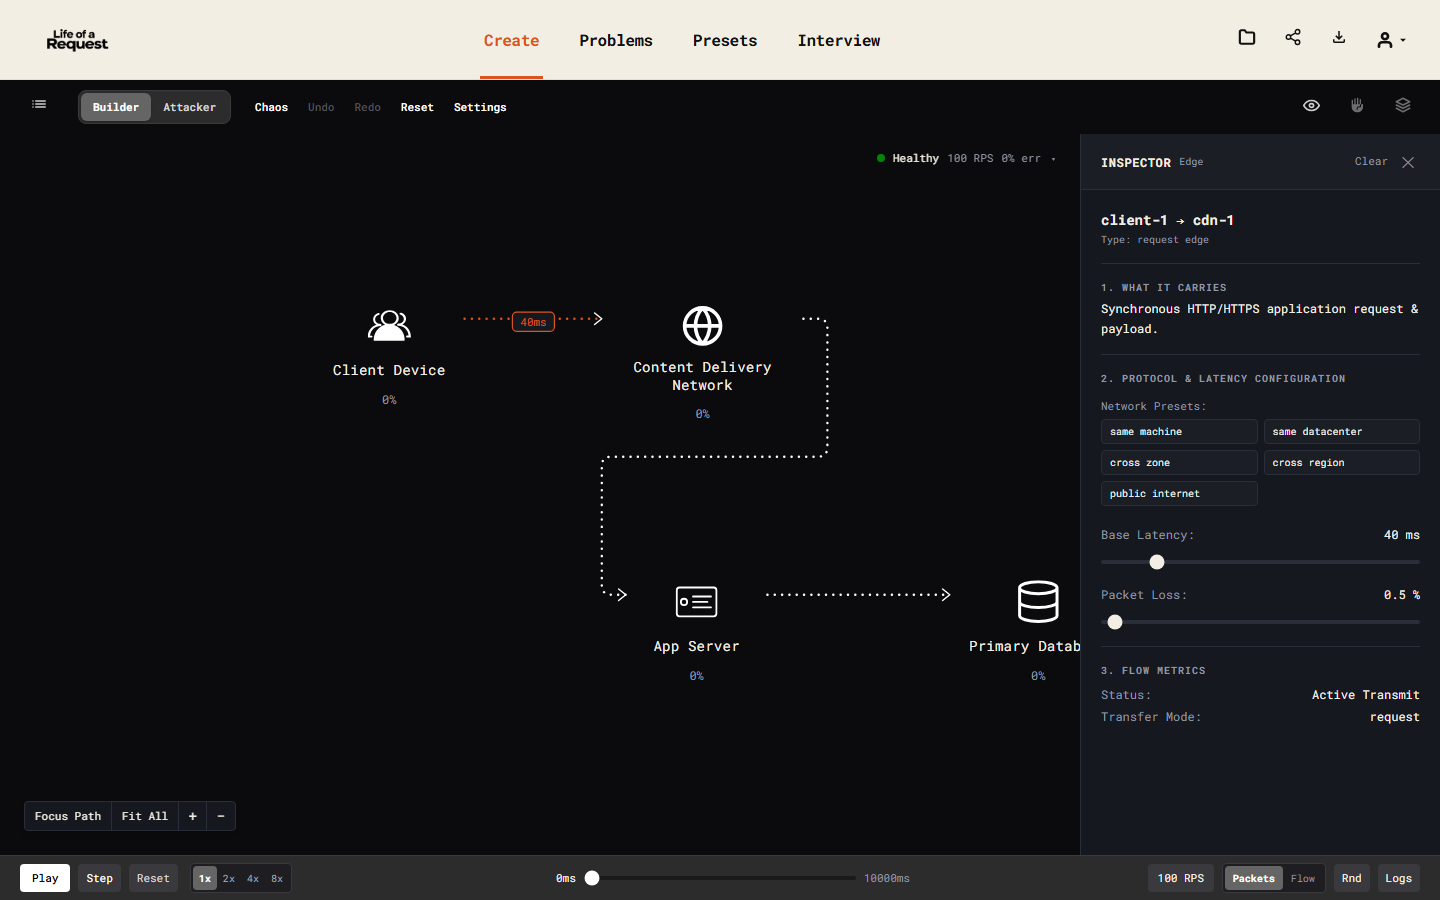 Life of a
Request
Create
Problems
Presets
Interview
Builder
Attacker
Chaos
Undo
Redo
Reset
Settings
Healthy 100 RPS 0% err
INSPECTOR Edge
Clear
client-1 → cdn-1
Type: request edge
1. WHAT IT CARRIES
Synchronous HTTP/HTTPS application request &
payload.
2. PROTOCOL & LATENCY CONFIGURATION
Network Presets:
same machine
same datacenter
cross zone
cross region
public internet
Base Latency:
40 ms
Packet Loss:
0.5 %
3. FLOW METRICS
Status:
Active Transmit
Transfer Mode:
request
40ms
Client Device
0%
Content Delivery
Network
0%
App Server
0%
Primary Datab
0%
Focus Path
Fit All
+
−
Play
Step
Reset
1x
2x
4x
8x
0ms
10000ms
100 RPS
Packets
Flow
Rnd
Logs